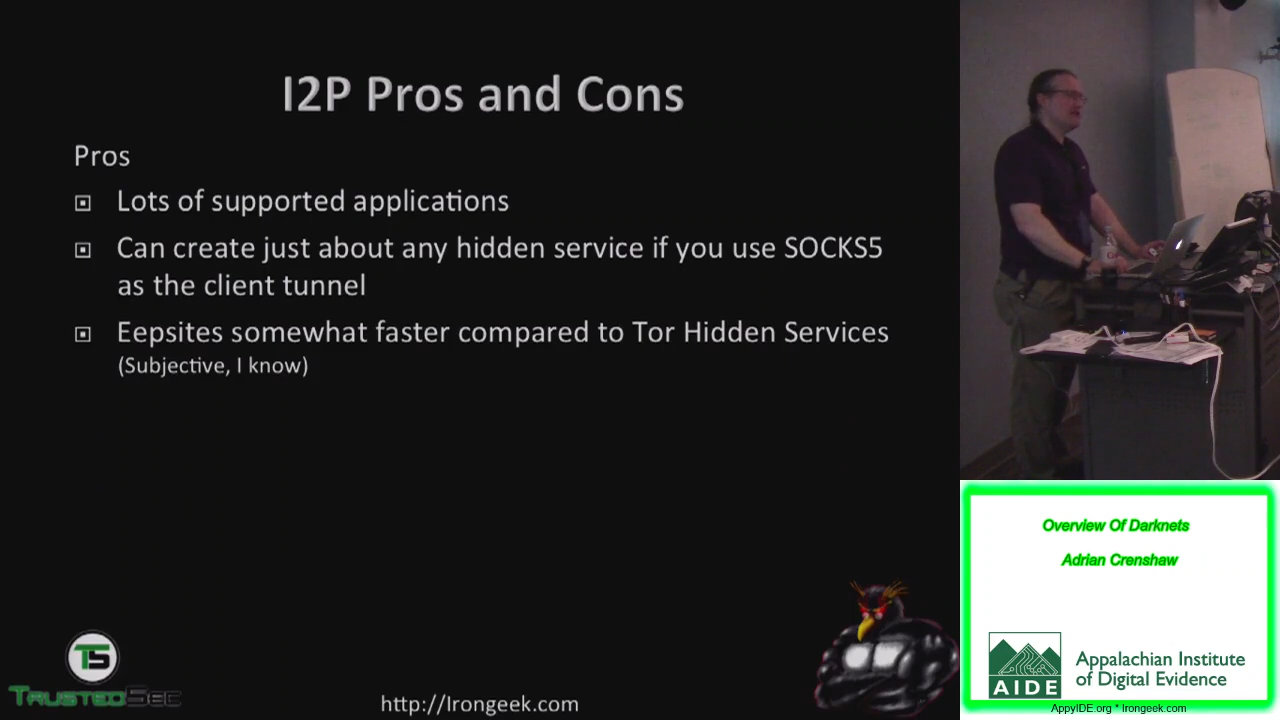 I2P Pros and Cons
Pros
Lots of supported applications
Can create just about any hidden service if you use SOCKS5
as the client tunnel
Eepsites somewhat faster compared to Tor Hidden Services
(Subjective, I know)
TS
TRUSTEDSEC
http://Irongeek.com
Overview Of Darknets
Adrian Crenshaw
AIDE
Appalachian Institute
of Digital Evidence
AppyIDE.org * Irongeek.com